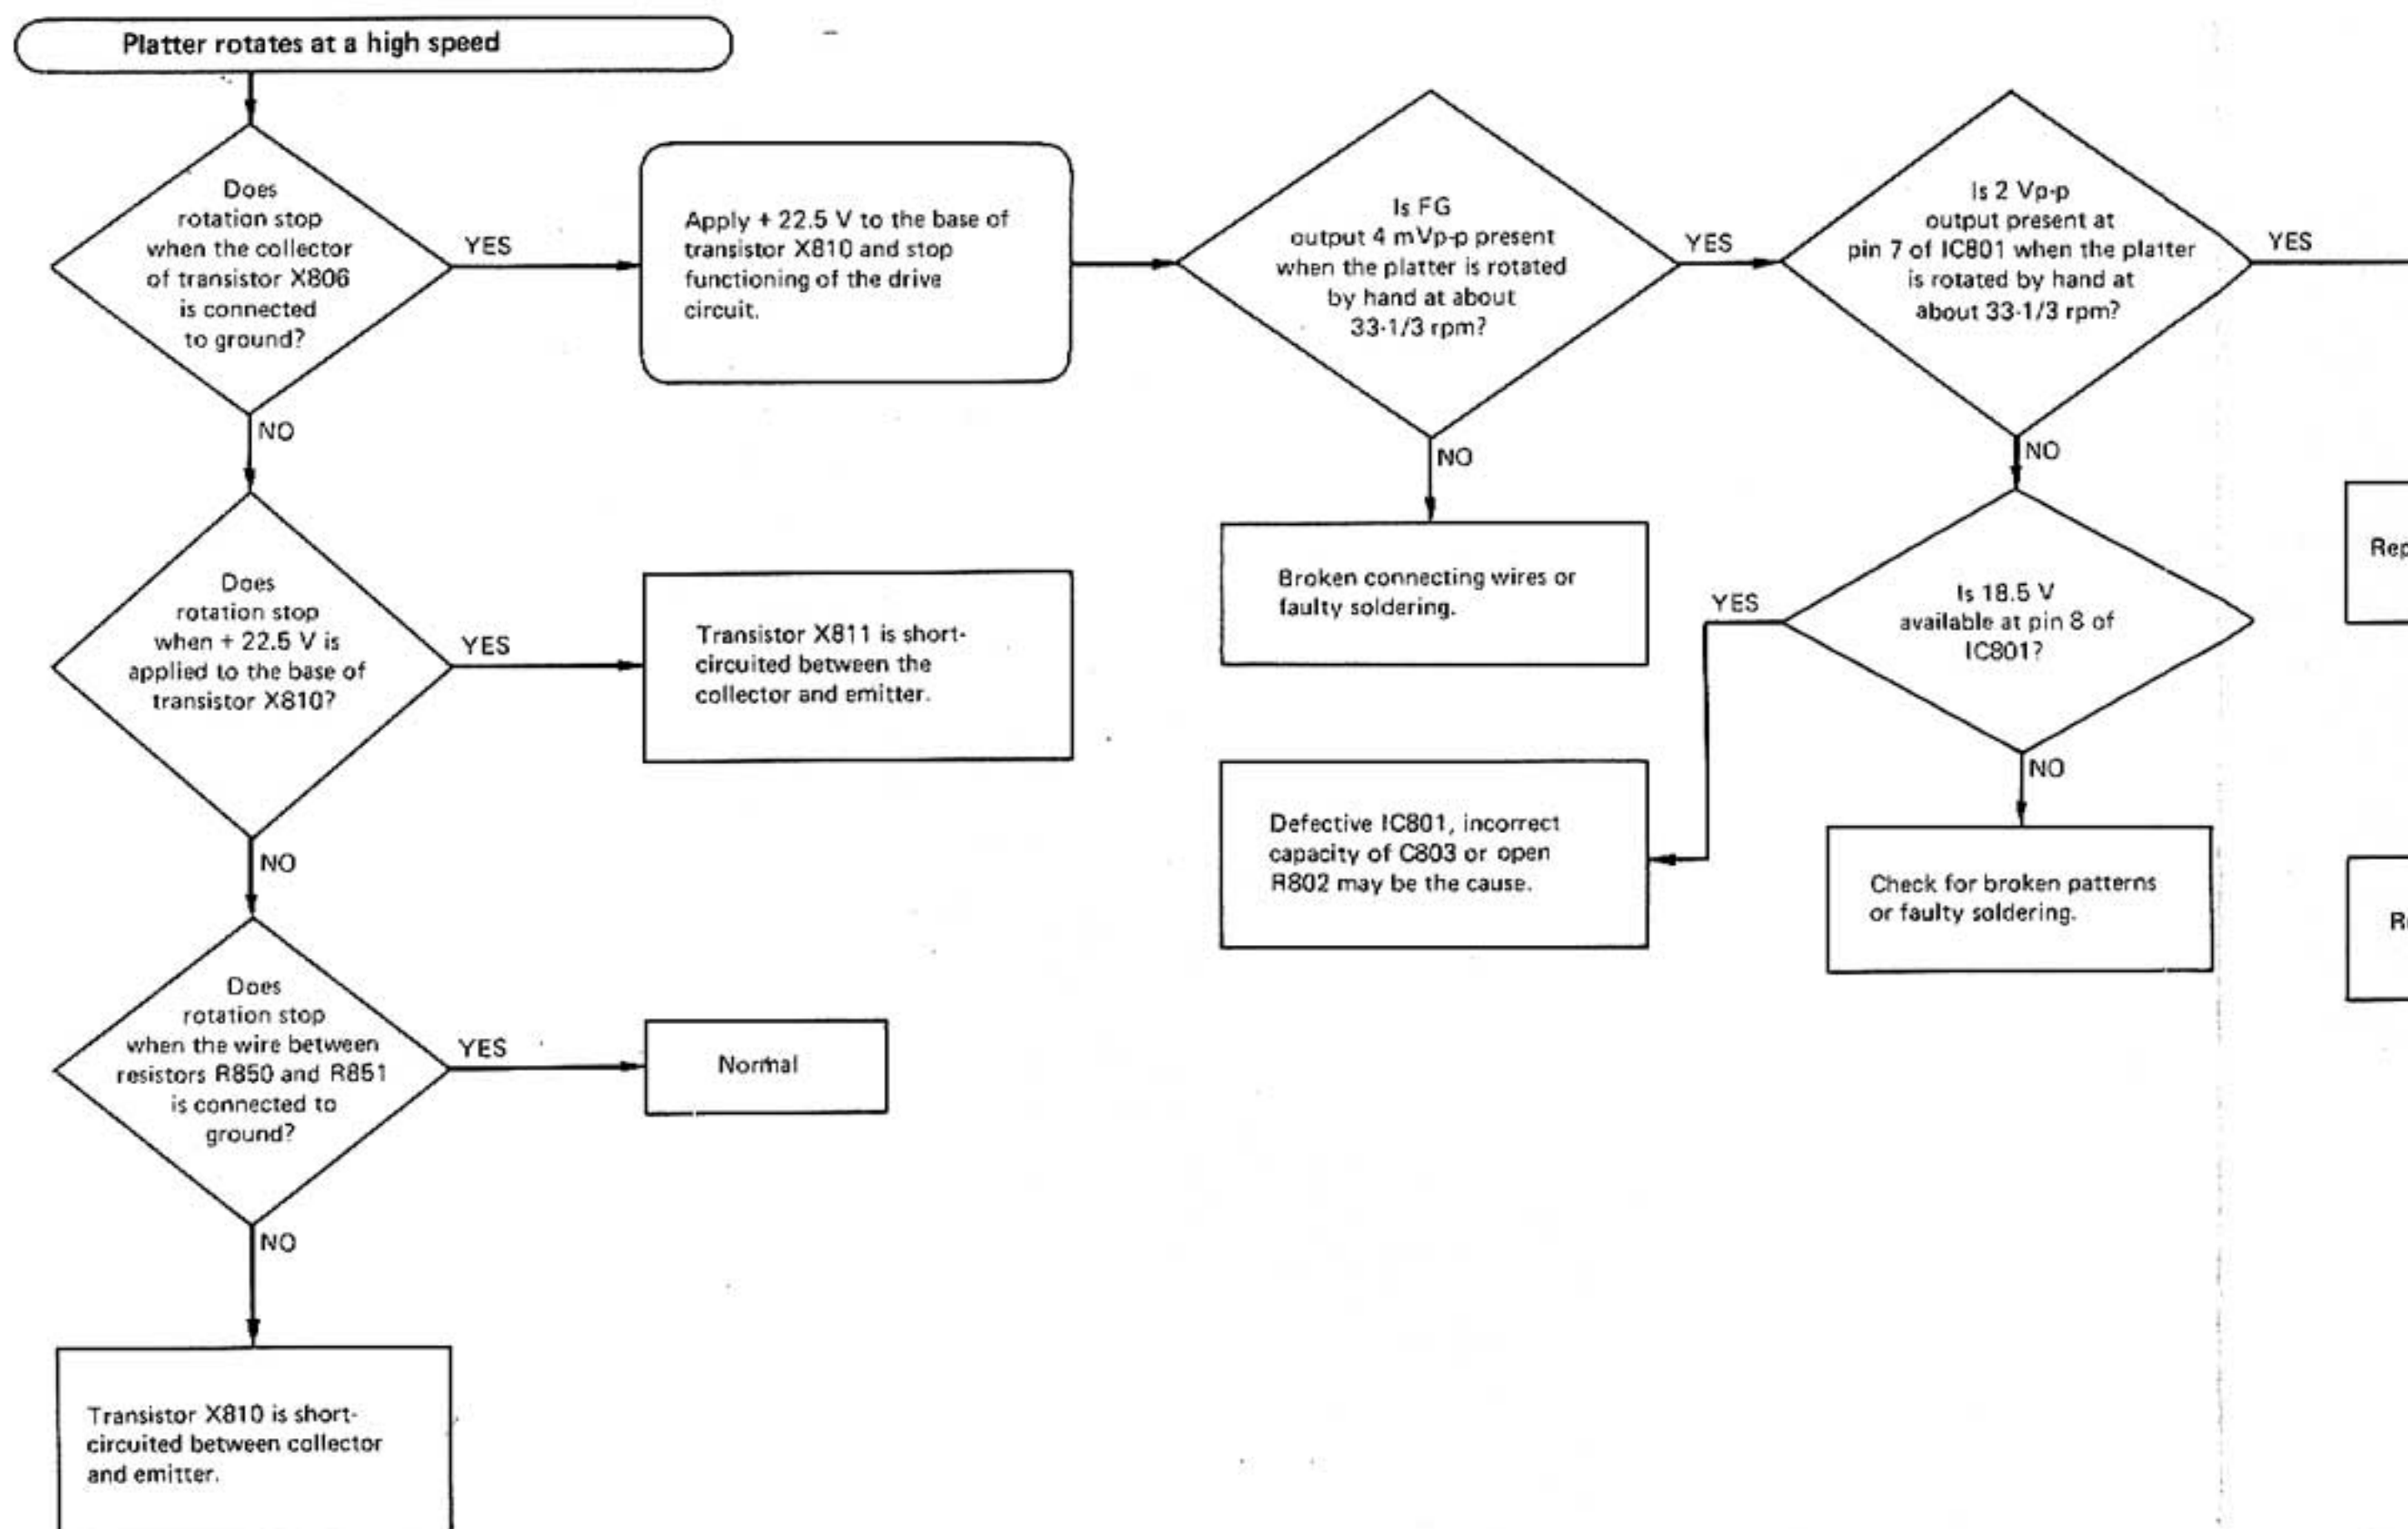 Platter rotates at a high speed
Does
rotation stop
when the collector
of transistor X806
is connected
to ground?
YES
NO
Apply + 22.5 V to the base of
transistor X810 and stop
functioning of the drive
circuit.
Is FG
output 4 mVp-p present
when the platter is rotated
by hand at about
33-1/3 rpm?
YES
NO
Is 2 Vp-p
output present at
pin 7 of IC801 when the platter
is rotated by hand at
about 33-1/3 rpm?
YES
NO
Broken connecting wires or
faulty soldering.
Is 18.5 V
available at pin 8 of
IC801?
YES
NO
Defective IC801, incorrect
capacity of C803 or open
R802 may be the cause.
Check for broken patterns
or faulty soldering.
Does
rotation stop
when + 22.5 V is
applied to the base of
transistor X810?
YES
NO
Transistor X811 is short-
circuited between the
collector and emitter.
Does
rotation stop
when the wire between
resistors R850 and R851
is connected to
ground?
YES
NO
Normal
Transistor X810 is short-
circuited between collector
and emitter.